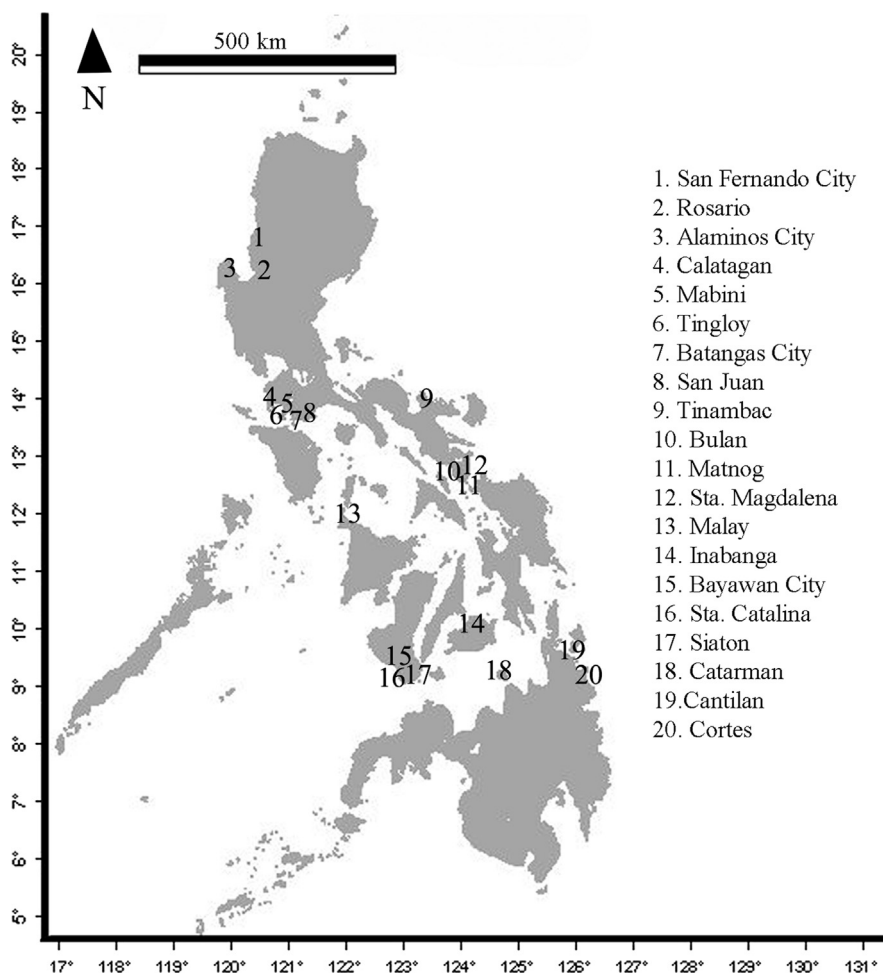 500 km
N
20°
19°
18°
17°
16°
15°
14°
13°
12°
11°
10°
9°
8°
7°
6°
5°
1
2
3
4
5
6
7
8
9
10
11
12
13
14
15
16
17
18
19
20
1. San Fernando City
2. Rosario
3. Alaminos City
4. Calatagan
5. Mabini
6. Tingloy
7. Batangas City
8. San Juan
9. Tinambac
10. Bulan
11. Matnog
12. Sta. Magdalena
13. Malay
14. Inabanga
15. Bayawan City
16. Sta. Catalina
17. Siaton
18. Catarman
19.Cantilan
20. Cortes
17° 118° 119° 120° 121° 122° 123° 124° 125° 126° 127° 128° 129° 130° 131°